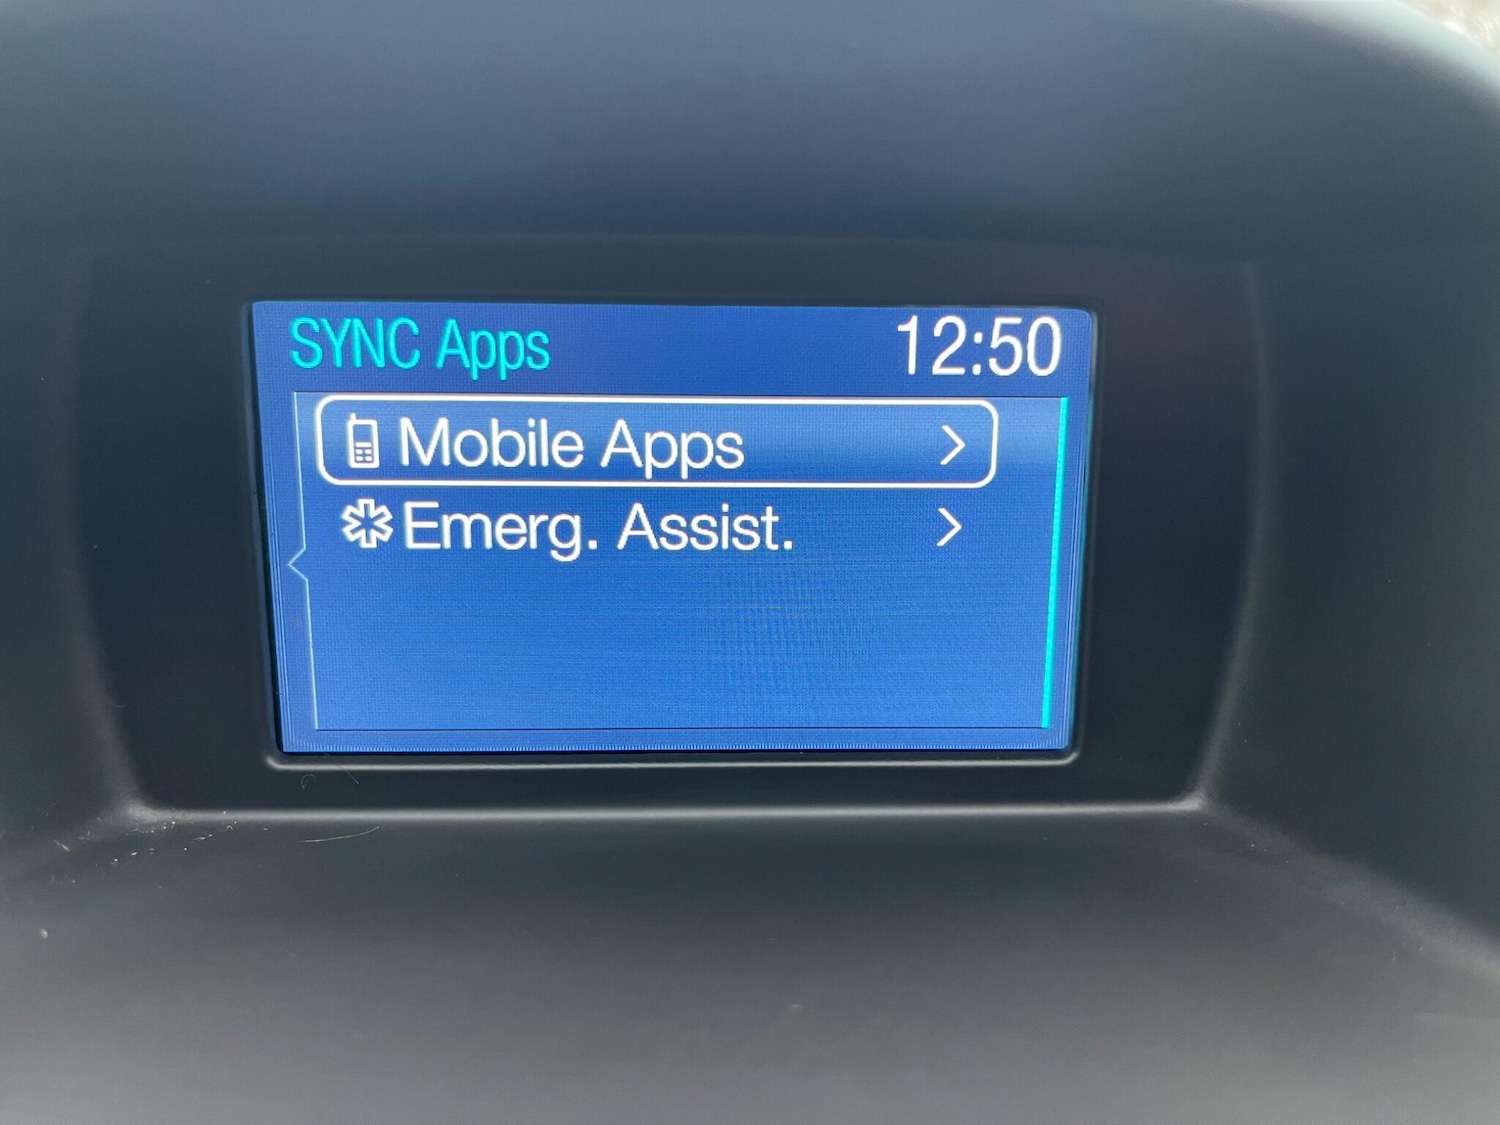 SYNC Apps 12:50
Mobile Apps
Emerg. Assist.